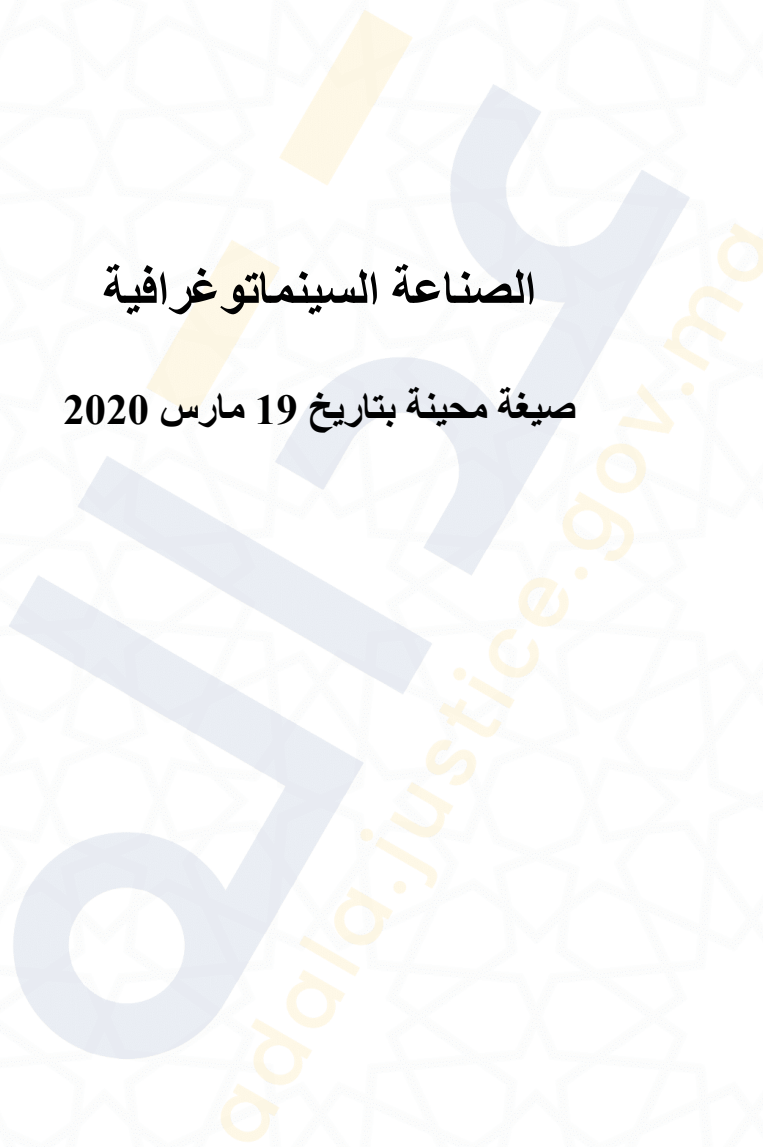 الصناعة السينماتوغرافية
صيغة محينة بتاريخ 19 مارس 2020
adala.justice.gov.ma